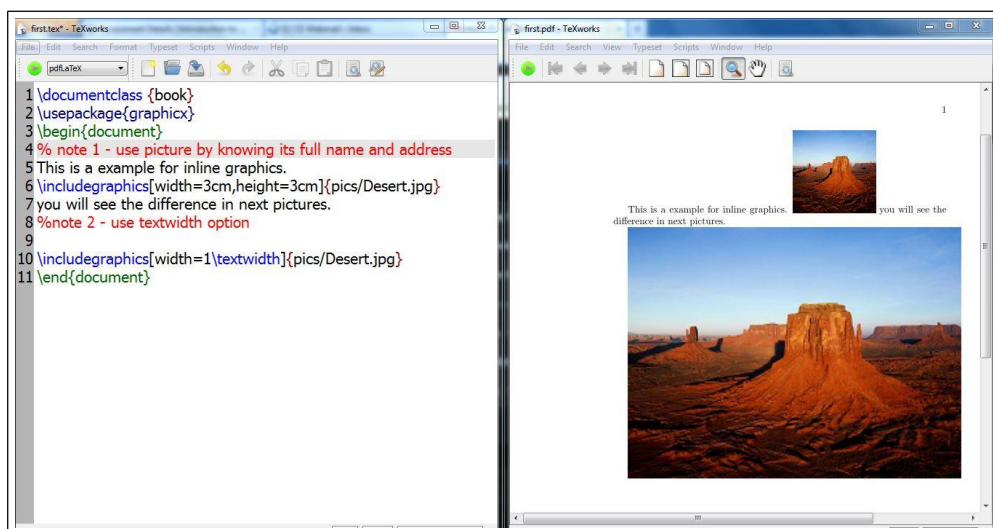 first.tex* - TeXworks
File Edit Search Format Typeset Scripts Window Help
pdfLaTeX
1 \documentclass {book}
2 \usepackage{graphicx}
3 \begin{document}
4 % note 1 - use picture by knowing its full name and address
5 This is a example for inline graphics.
6 \includegraphics[width=3cm,height=3cm]{pics/Desert.jpg}
7 you will see the difference in next pictures.
8 %note 2 - use textwidth option
9
10 \includegraphics[width=1\textwidth]{pics/Desert.jpg}
11 \end{document}
first.pdf - TeXworks
File Edit Search View Typeset Scripts Window Help
1
This is a example for inline graphics. you will see the
difference in next pictures.